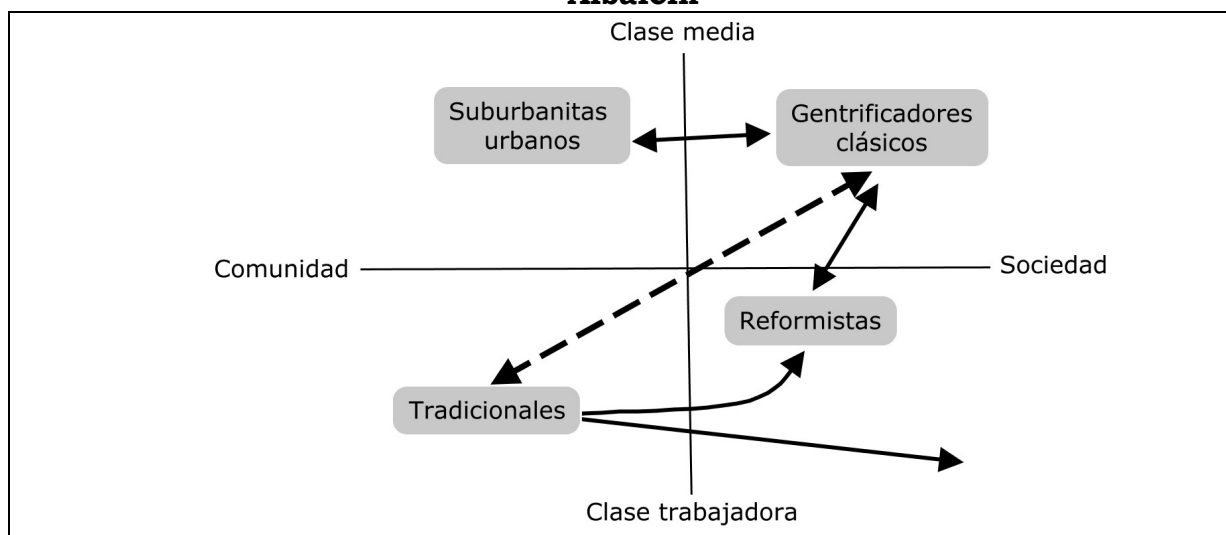 Clase media
Suburbanitas
urbanos
Gentrificadores
clásicos
Comunidad
Sociedad
Reformistas
Tradicionales
Clase trabajadora